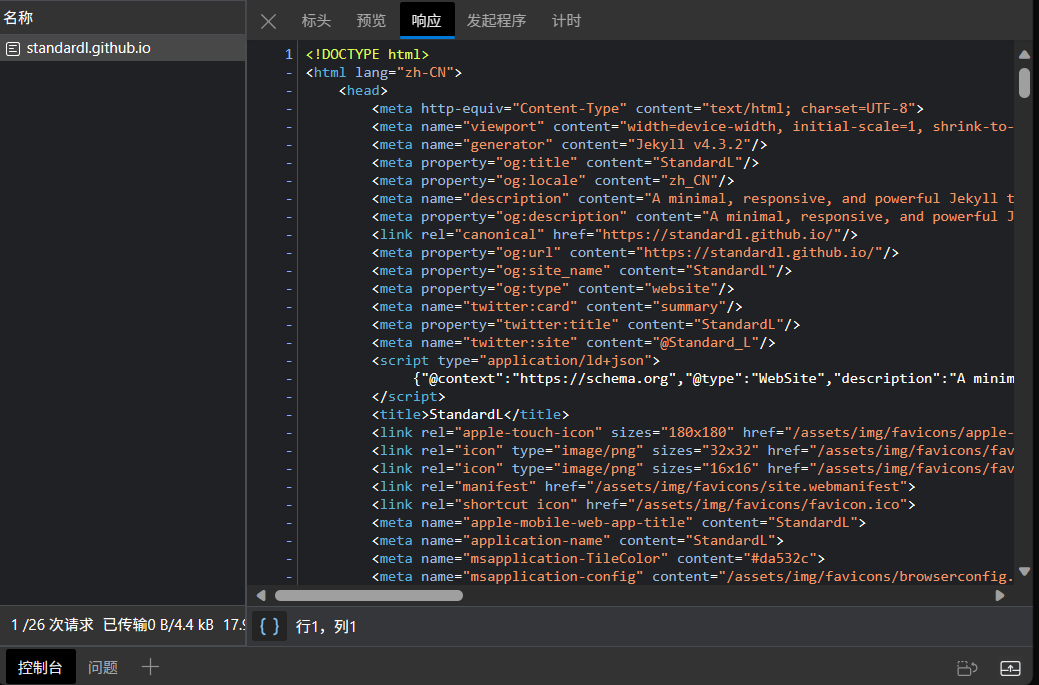 名称
标头 预览 响应 发起程序 计时
standardl.github.io
1 <!DOCTYPE html>
- <html lang="zh-CN">
- <head>
- <meta http-equiv="Content-Type" content="text/html; charset=UTF-8">
- <meta name="viewport" content="width=device-width, initial-scale=1, shrink-to-
- <meta name="generator" content="Jekyll v4.3.2"/>
- <meta property="og:title" content="StandardL"/>
- <meta property="og:locale" content="zh_CN"/>
- <meta name="description" content="A minimal, responsive, and powerful Jekyll t
- <meta property="og:description" content="A minimal, responsive, and powerful J
- <link rel="canonical" href="https://standardl.github.io/"/>
- <meta property="og:url" content="https://standardl.github.io/"/>
- <meta property="og:site_name" content="StandardL"/>
- <meta property="og:type" content="website"/>
- <meta name="twitter:card" content="summary"/>
- <meta property="twitter:title" content="StandardL"/>
- <meta name="twitter:site" content="@Standard_L"/>
- <script type="application/ld+json">
- {"@context":"https://schema.org","@type":"WebSite","description":"A minim
- </script>
- <title>StandardL</title>
- <link rel="apple-touch-icon" sizes="180x180" href="/assets/img/favicons/apple-
- <link rel="icon" type="image/png" sizes="32x32" href="/assets/img/favicons/fav
- <link rel="icon" type="image/png" sizes="16x16" href="/assets/img/favicons/fav
- <link rel="manifest" href="/assets/img/favicons/site.webmanifest">
- <link rel="shortcut icon" href="/assets/img/favicons/favicon.ico">
- <meta name="apple-mobile-web-app-title" content="StandardL">
- <meta name="application-name" content="StandardL">
- <meta name="msapplication-TileColor" content="#da532c">
- <meta name="msapplication-config" content="/assets/img/favicons/browserconfig.
1 /26 次请求 已传输0 B/4.4 kB 17.9
{ } 行1，列1
控制台 问题